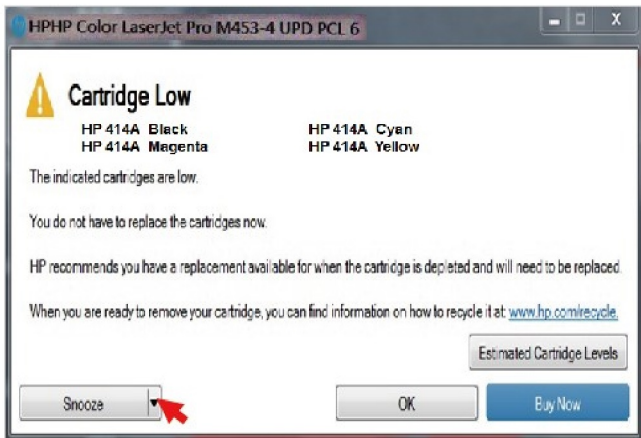 HPHP Color LaserJet Pro M453-4 UPD PCL 6
Cartridge Low
HP 414A Black HP 414A Cyan
HP 414A Magenta HP 414A Yellow
The indicated cartridges are low.
You do not have to replace the cartridges now.
HP recommends you have a replacement available for when the cartridge is depleted and will need to be replaced.
When you are ready to remove your cartridge, you can find information on how to recycle it at: www.hp.com/recycle.
Estimated Cartridge Levels
Snooze OK Buy Now